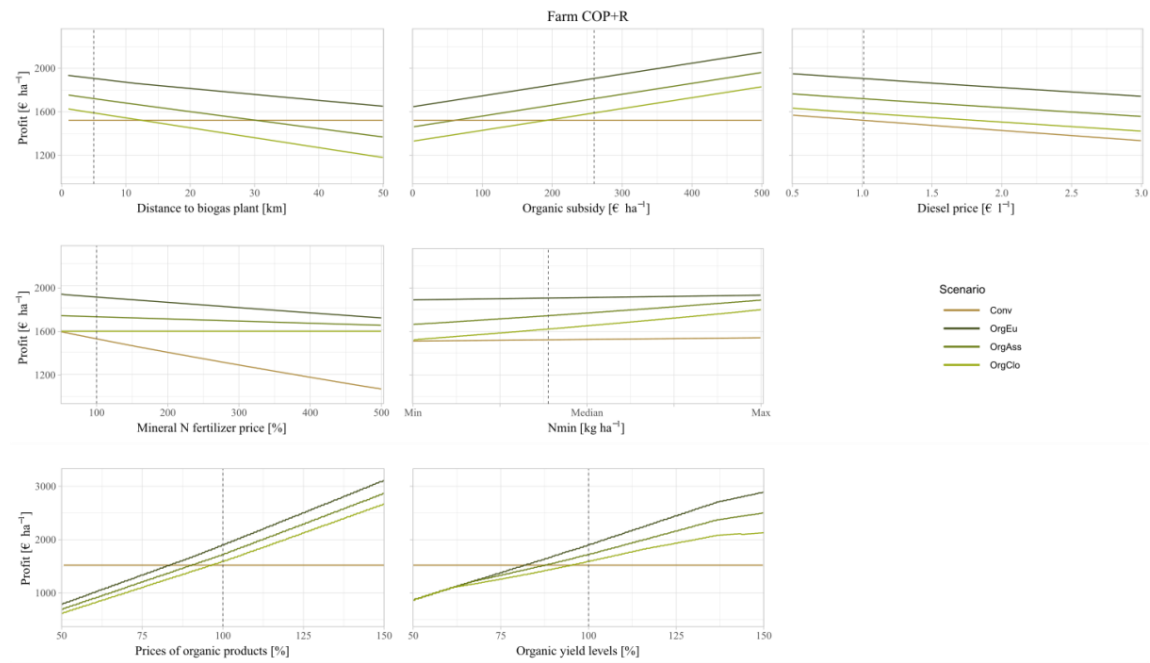 Farm COP+R
Profit [€ ha⁻¹]
2000
1600
1200
0 10 20 30 40 50
Distance to biogas plant [km]
0 100 200 300 400 500
Organic subsidy [€ ha⁻¹]
0.5 1.0 1.5 2.0 2.5 3.0
Diesel price [€ l⁻¹]
Profit [€ ha⁻¹]
2000
1600
1200
100 200 300 400 500
Mineral N fertilizer price [%]
Min Median Max
Nmin [kg ha⁻¹]
Scenario
Conv
OrgEu
OrgAss
OrgClo
Profit [€ ha⁻¹]
3000
2000
1000
50 75 100 125 150
Prices of organic products [%]
50 75 100 125 150
Organic yield levels [%]